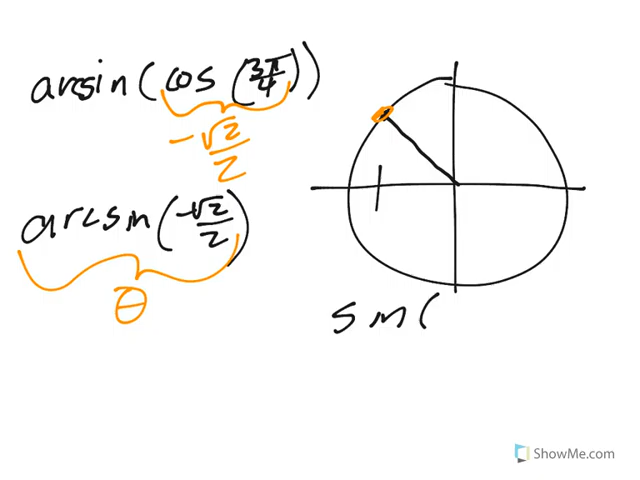 arcsin(cos(3π/4))
-√2/2
arcsin(-√2/2)
θ
sin(
ShowMe.com